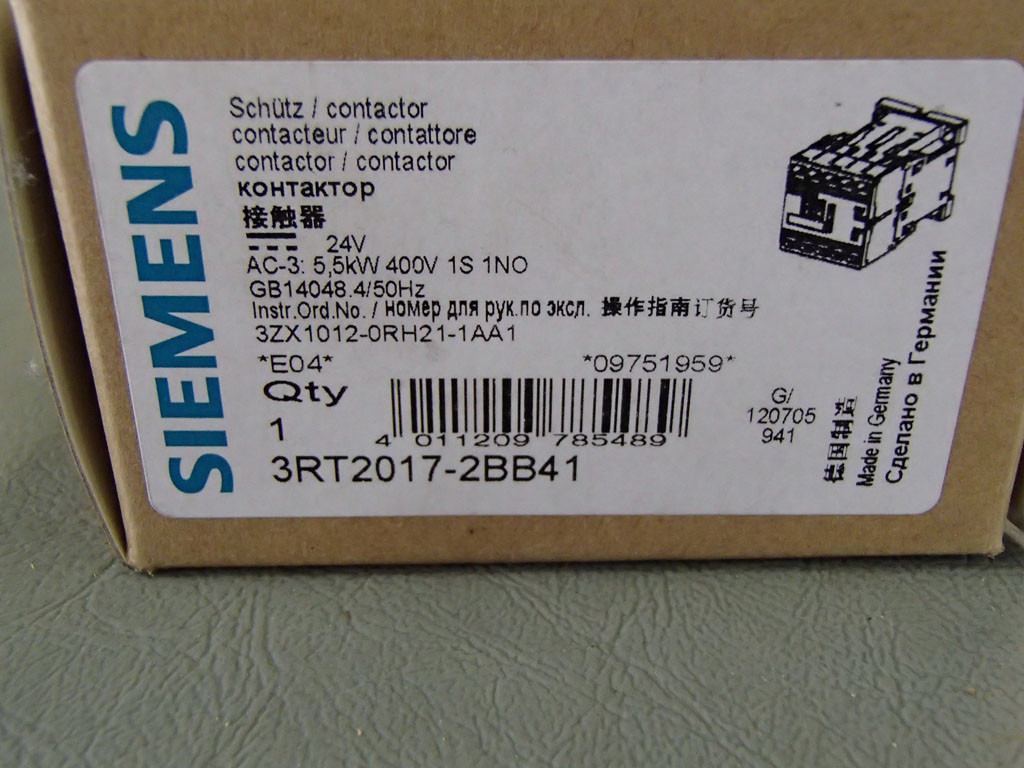 SIEMENS
Schütz / contactor
contacteur / contattore
contactor / contactor
контактор
接触器
24V
AC-3: 5,5kW 400V 1S 1NO
GB14048.4/50Hz
Instr.Ord.No. / номер для рук.по эксл. 操作指南订货号
3ZX1012-0RH21-1AA1
*E04* *09751959*
Qty
1
4 011209 785489
3RT2017-2BB41
G/
120705
941
德国制造
Made in Germany
Сделано в Германии